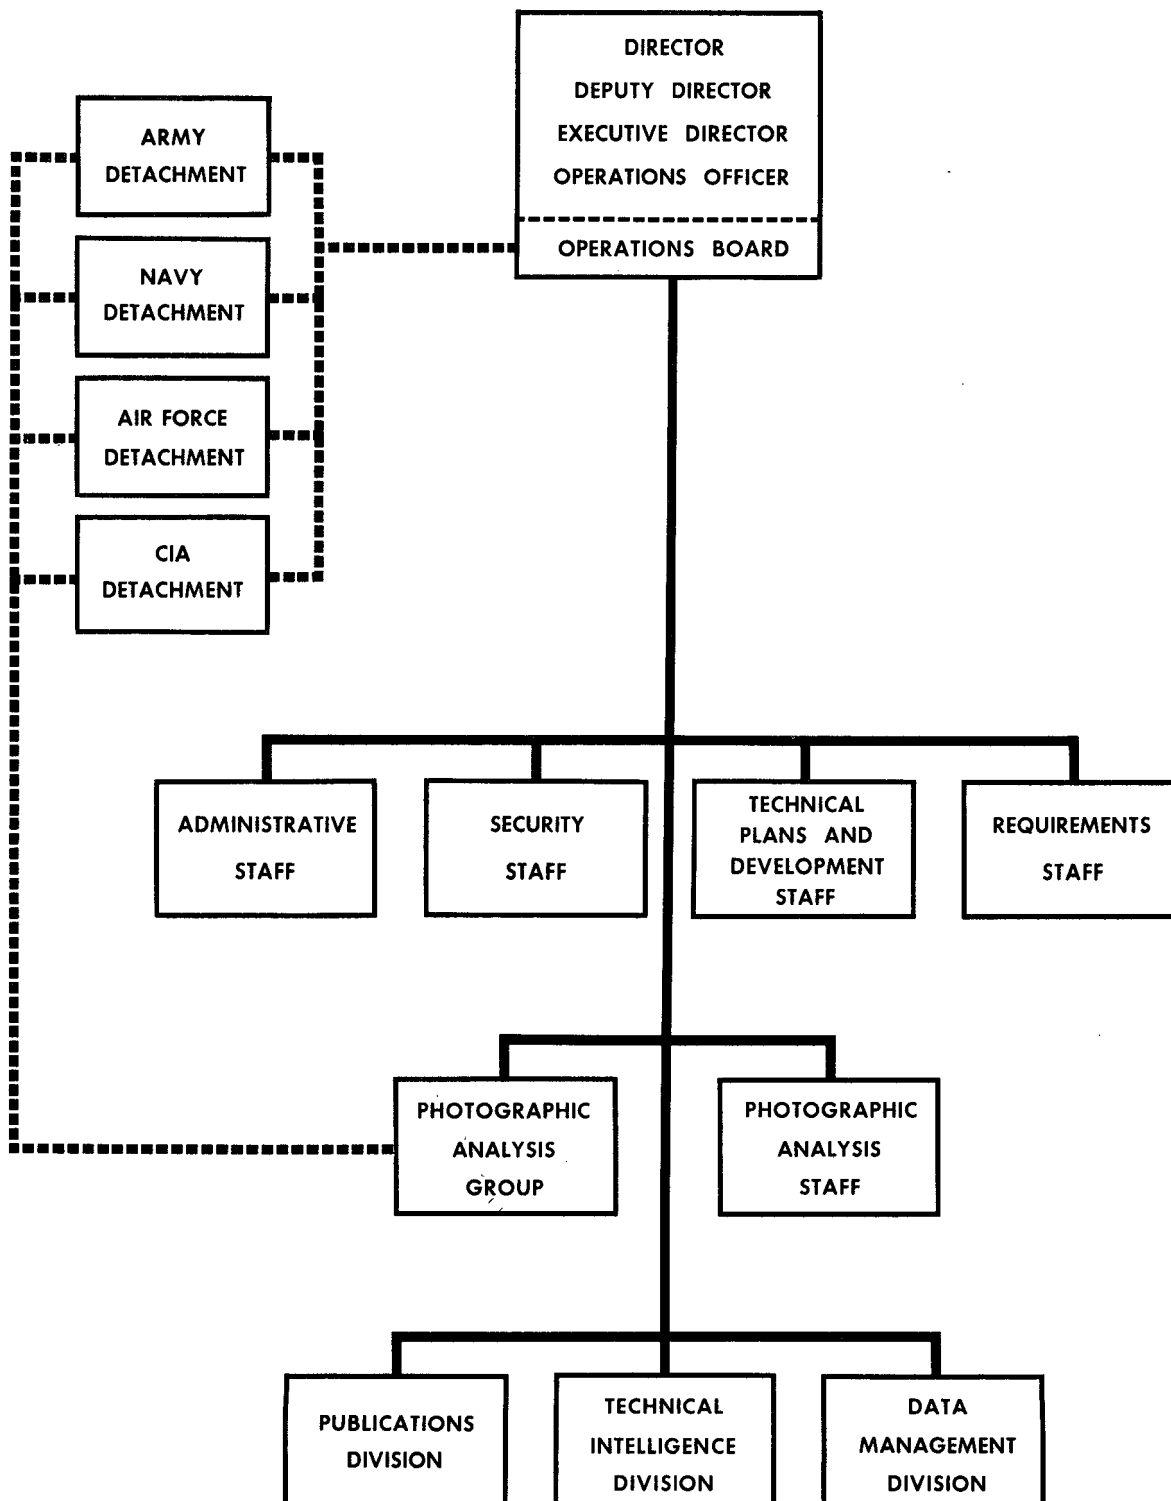 DIRECTOR
DEPUTY DIRECTOR
EXECUTIVE DIRECTOR
OPERATIONS OFFICER
OPERATIONS BOARD
ARMY
DETACHMENT
NAVY
DETACHMENT
AIR FORCE
DETACHMENT
CIA
DETACHMENT
ADMINISTRATIVE
STAFF
SECURITY
STAFF
TECHNICAL
PLANS AND
DEVELOPMENT
STAFF
REQUIREMENTS
STAFF
PHOTOGRAPHIC
ANALYSIS
GROUP
PHOTOGRAPHIC
ANALYSIS
STAFF
PUBLICATIONS
DIVISION
TECHNICAL
INTELLIGENCE
DIVISION
DATA
MANAGEMENT
DIVISION